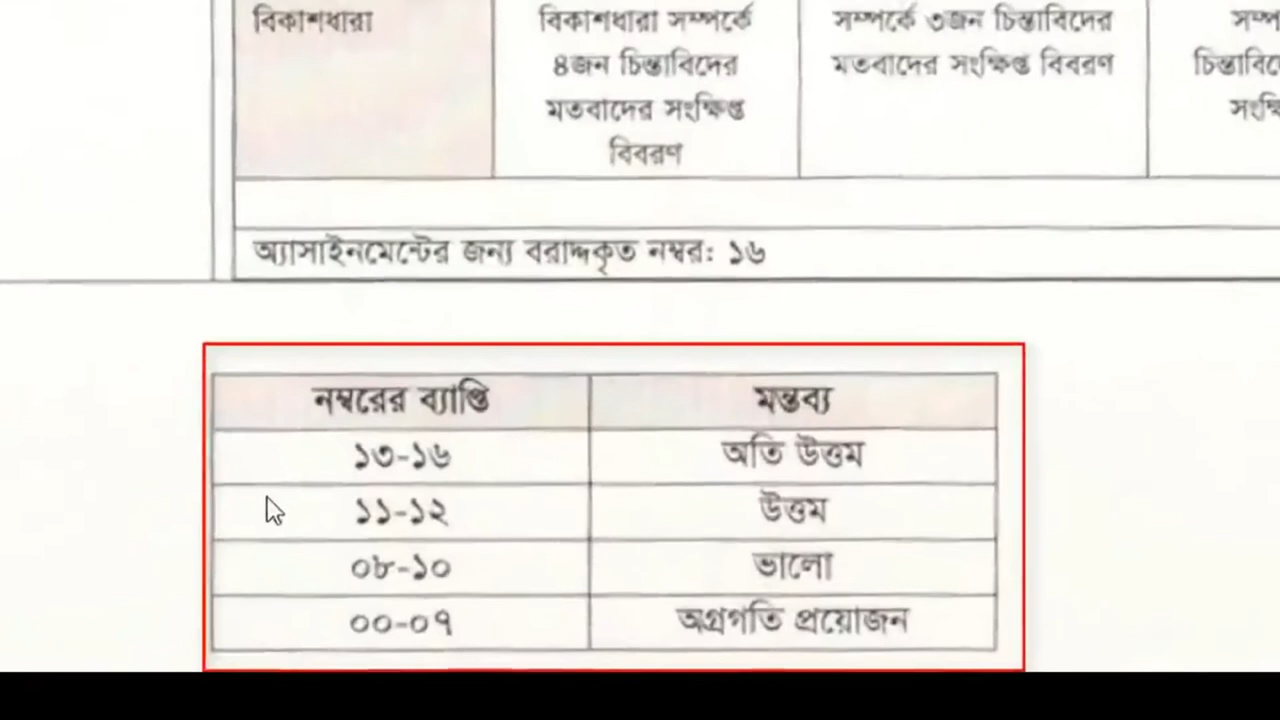 বিকাশধারা
বিকাশধারা সম্পর্কে
৪জন চিন্তাবিদের
মতবাদের সংক্ষিপ্ত
বিবরণ
সম্পর্কে ৩জন চিন্তাবিদের
মতবাদের সংক্ষিপ্ত বিবরণ
অ্যাসাইনমেন্টের জন্য বরাদ্দকৃত নম্বর: ১৬
নম্বরের ব্যাপ্তি মন্তব্য
১৩-১৬ অতি উত্তম
১১-১২ উত্তম
০৮-১০ ভালো
০০-০৭ অগ্রগতি প্রয়োজন